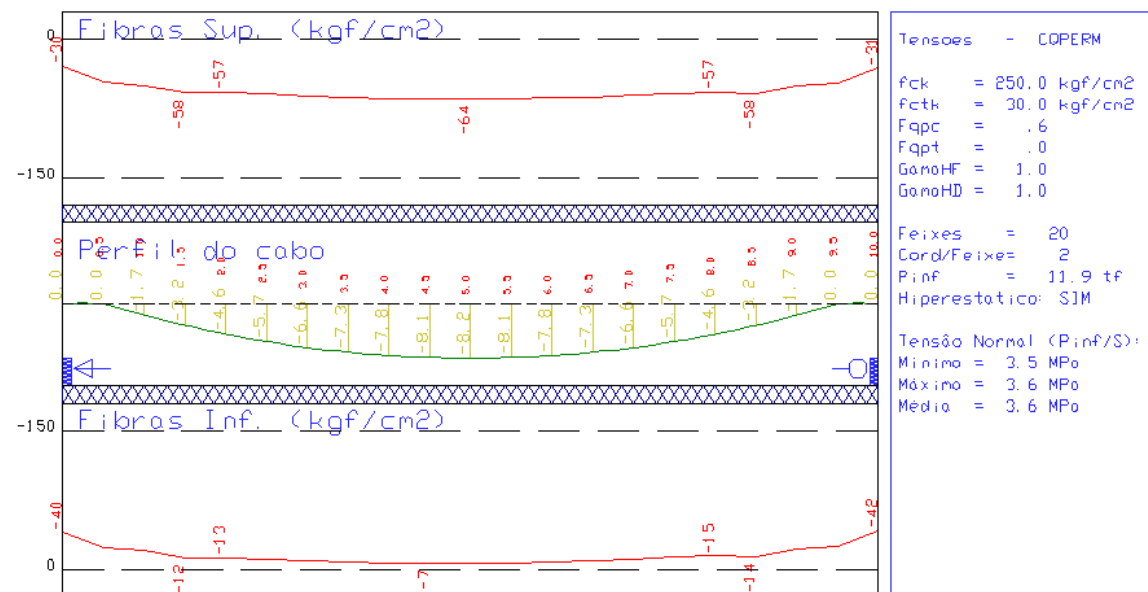 Fibras Sup. (kgf/cm2)
0
-30
-58
-57
-64
-57
-58
-31
-150
Perfil do cabo
0.0 0.5 1.0 1.5 2.0 2.5 3.0 3.5 4.0 4.5 5.0 5.5 6.0 6.5 7.0 7.5 8.0 8.5 9.0 9.5 10.0
0.0 0.0 -1.7 -3.2 -4.6 -5.7 -6.6 -7.3 -7.8 -8.1 -8.2 -8.1 -7.8 -7.3 -6.6 -5.7 -4.6 -3.2 -1.7 0.0 0.0
Fibras Inf. (kgf/cm2)
-150
-40
-12
-13
-7
-15
-14
-42
0
Tensoes - CQPERM
fck = 250.0 kgf/cm2
fctk = 30.0 kgf/cm2
Fqpc = .6
Fqpt = .0
GamaHF = 1.0
GamaHD = 1.0
Feixes = 20
Cord/Feixe= 2
Pinf = 11.9 tf
Hiperestatico: SIM
Tensão Normal (Pinf/S):
Mínimo = 3.5 MPa
Máximo = 3.6 MPa
Média = 3.6 MPa